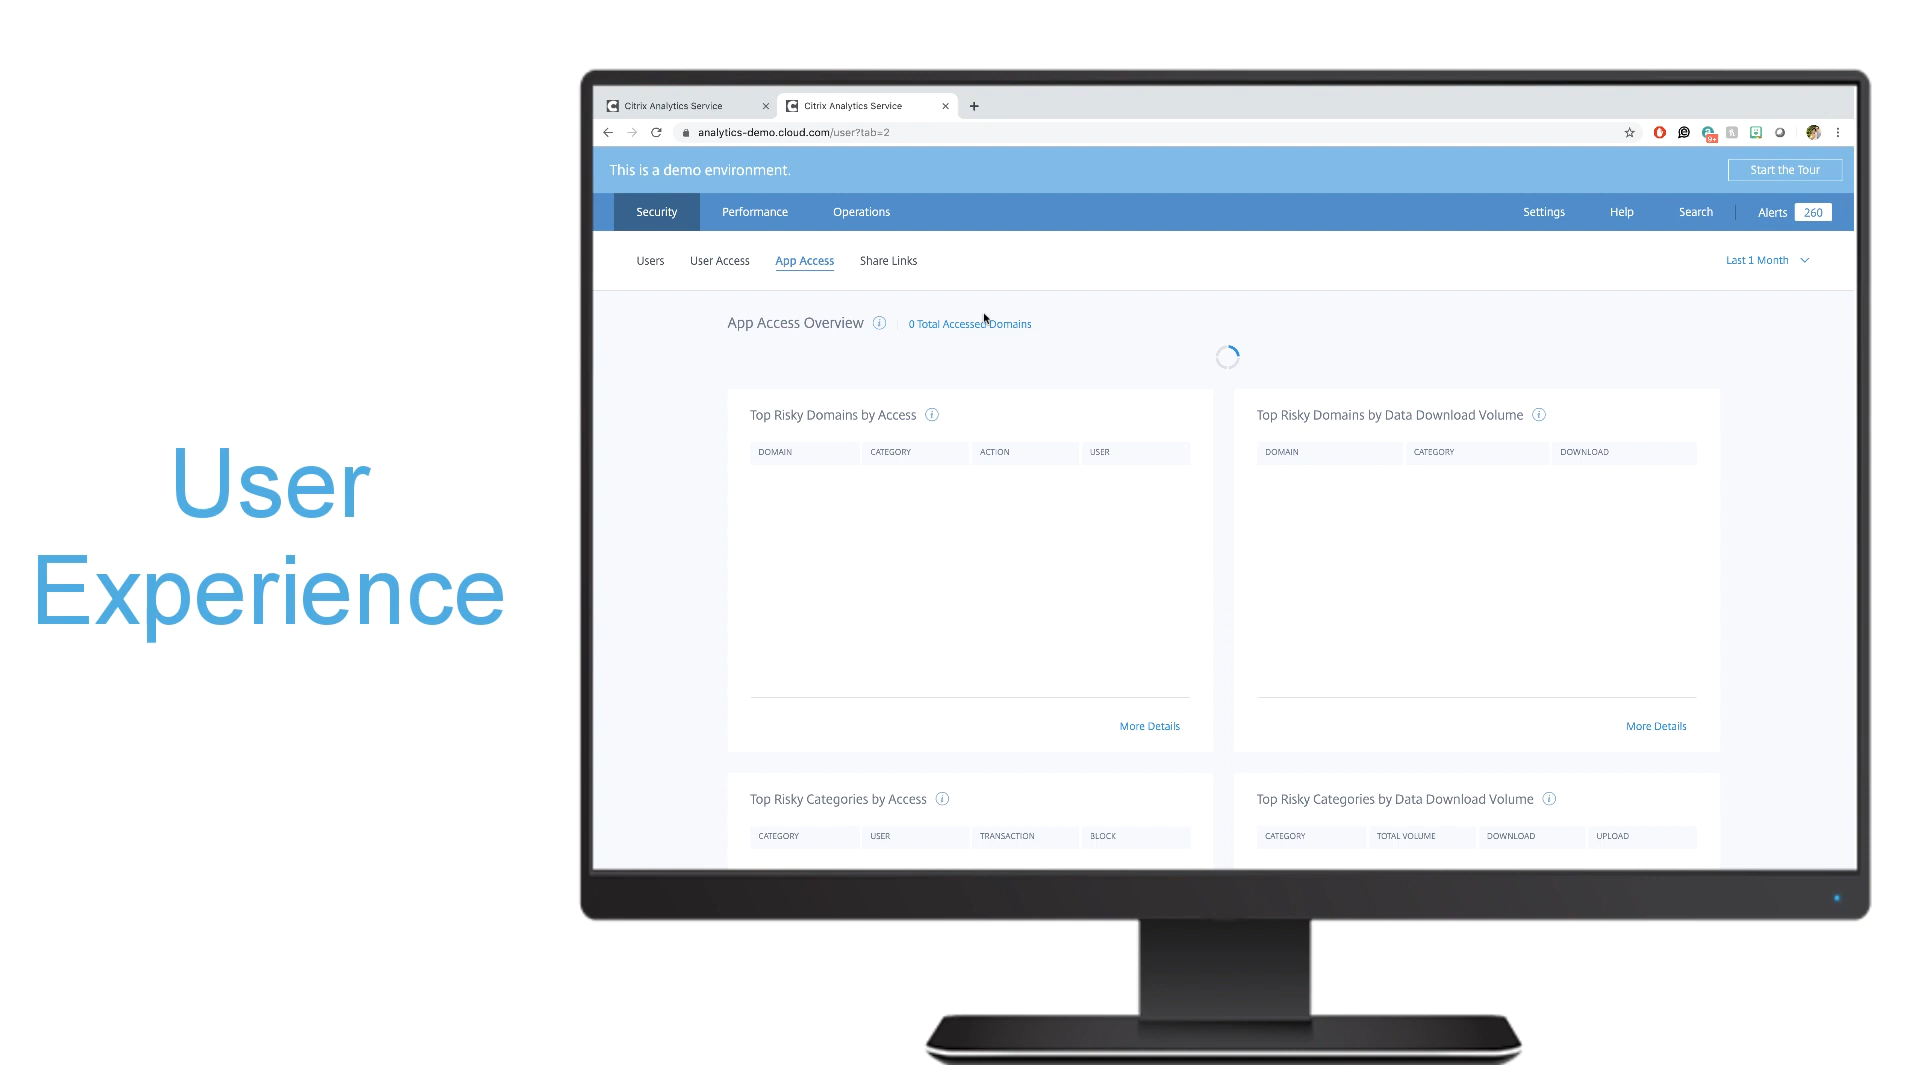 User
Experience
Citrix Analytics Service
Citrix Analytics Service
analytics-demo.cloud.com/user?tab=2
This is a demo environment.
Start the Tour
Security Performance Operations
Settings Help Search Alerts 260
Users User Access App Access Share Links
Last 1 Month
App Access Overview 0 Total Accessed Domains
Top Risky Domains by Access
DOMAIN CATEGORY ACTION USER
More Details
Top Risky Domains by Data Download Volume
DOMAIN CATEGORY DOWNLOAD
More Details
Top Risky Categories by Access
CATEGORY USER TRANSACTION BLOCK
Top Risky Categories by Data Download Volume
CATEGORY TOTAL VOLUME DOWNLOAD UPLOAD